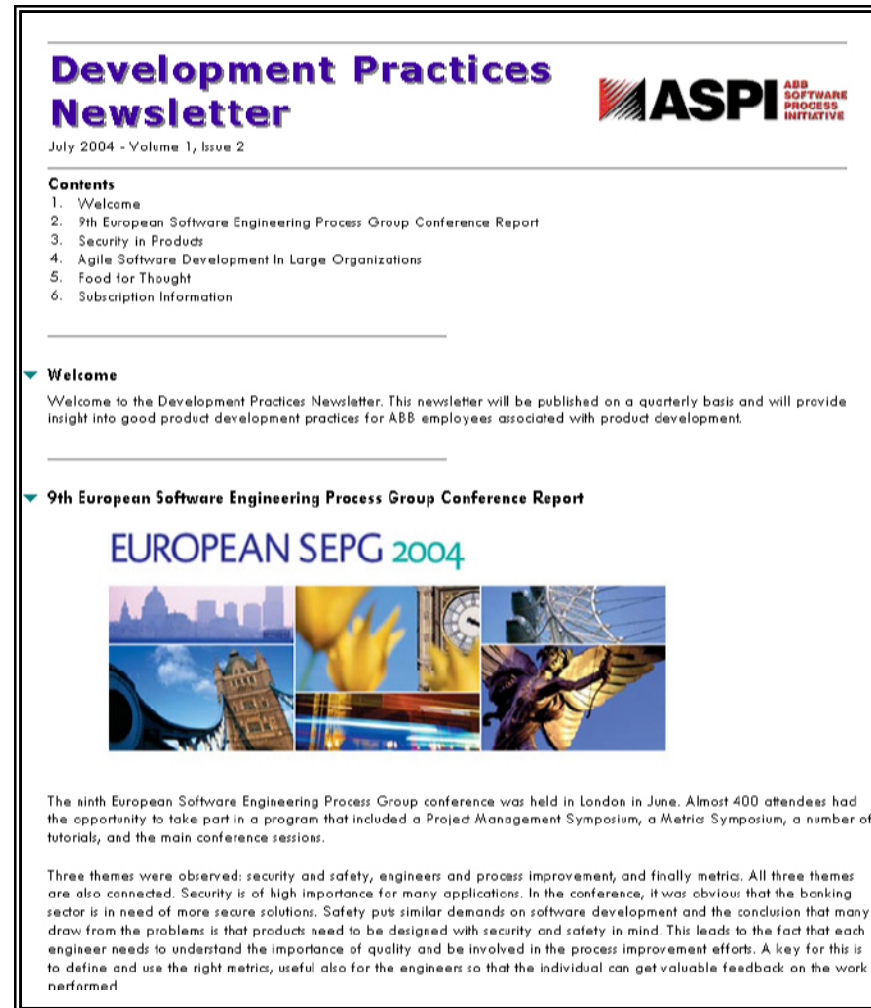 Development Practices
Newsletter
July 2004 - Volume 1, Issue 2
ASPI
ABB
SOFTWARE
PROCESS
INITIATIVE
Contents
1. Welcome
2. 9th European Software Engineering Process Group Conference Report
3. Security in Products
4. Agile Software Development In Large Organizations
5. Food for Thought
6. Subscription Information
Welcome
Welcome to the Development Practices Newsletter. This newsletter will be published on a quarterly basis and will provide
insight into good product development practices for ABB employees associated with product development.
9th European Software Engineering Process Group Conference Report
EUROPEAN SEPG 2004
The ninth European Software Engineering Process Group conference was held in London in June. Almost 400 attendees had
the opportunity to take part in a program that included a Project Management Symposium, a Metrics Symposium, a number of
tutorials, and the main conference sessions.
Three themes were observed: security and safety, engineers and process improvement, and finally metrics. All three themes
are also connected. Security is of high importance for many applications. In the conference, it was obvious that the banking
sector is in need of more secure solutions. Safety puts similar demands on software development and the conclusion that many
draw from the problems is that products need to be designed with security and safety in mind. This leads to the fact that each
engineer needs to understand the importance of quality and be involved in the process improvement efforts. A key for this is
to define and use the right metrics, useful also for the engineers so that the individual can get valuable feedback on the work
performed